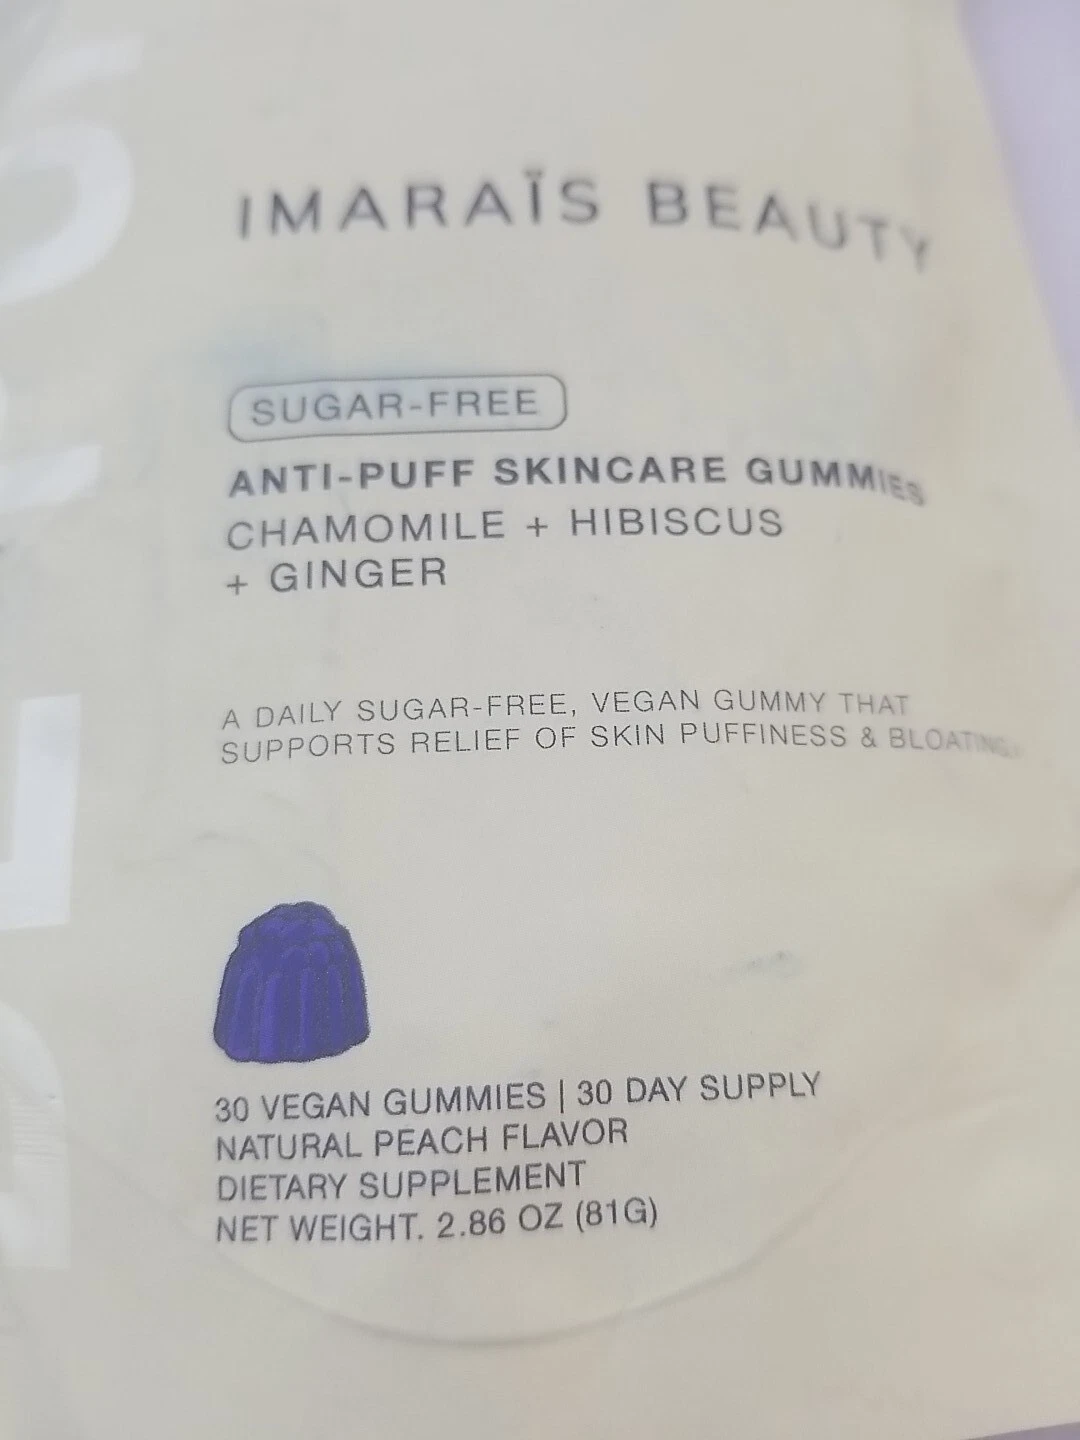 IMARAÏS BEAUTY
SUGAR-FREE
ANTI-PUFF SKINCARE GUMMIES
CHAMOMILE + HIBISCUS
+ GINGER
A DAILY SUGAR-FREE, VEGAN GUMMY THAT
SUPPORTS RELIEF OF SKIN PUFFINESS & BLOATING.
30 VEGAN GUMMIES | 30 DAY SUPPLY
NATURAL PEACH FLAVOR
DIETARY SUPPLEMENT
NET WEIGHT. 2.86 OZ (81G)